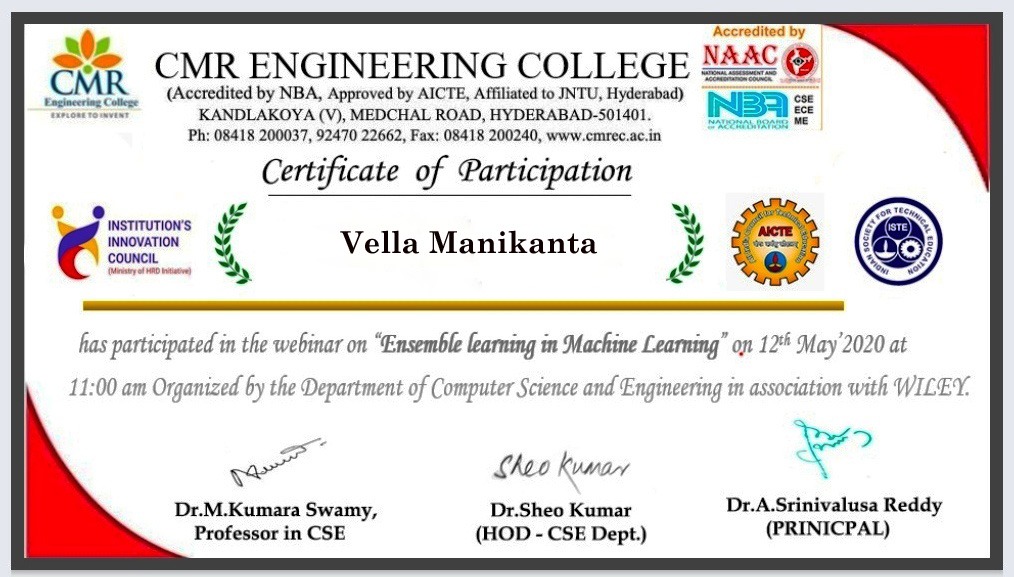 CMR
Engineering College
EXPLORE TO INVENT
CMR ENGINEERING COLLEGE
(Accredited by NBA, Approved by AICTE, Affiliated to JNTU, Hyderabad)
KANDLAKOYA (V), MEDCHAL ROAD, HYDERABAD-501401.
Ph: 08418 200037, 92470 22662, Fax: 08418 200240, www.cmrec.ac.in
Accredited by
NAAC
NATIONAL ASSESSMENT AND
ACCREDITATION COUNCIL
NBA
NATIONAL BOARD
of ACCREDITATION
CSE
ECE
ME
Certificate of Participation
INSTITUTION'S
INNOVATION
COUNCIL
(Ministry of HRD Initiative)
Vella Manikanta
AICTE
INDIAN SOCIETY FOR TECHNICAL EDUCATION
ISTE
has participated in the webinar on “Ensemble learning in Machine Learning” on 12th May'2020 at
11:00 am Organized by the Department of Computer Science and Engineering in association with WILEY.
Sheo Kumar
Dr.M.Kumara Swamy,
Professor in CSE
Dr.Sheo Kumar
(HOD - CSE Dept.)
Dr.A.Srinivalusa Reddy
(PRINICPAL)